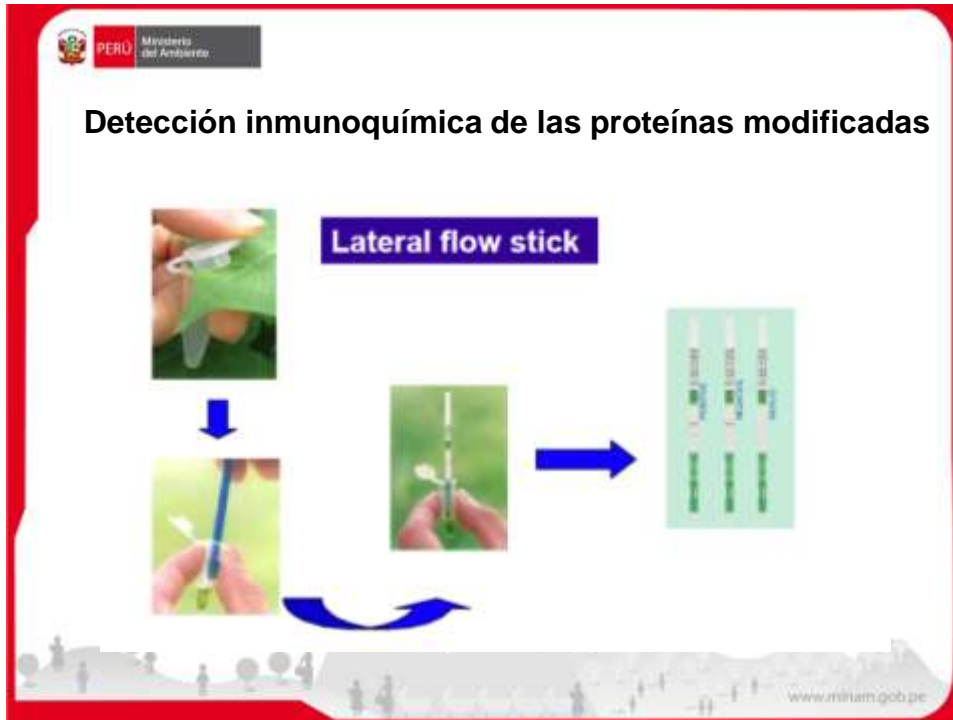 PERÚ
Ministerio
del Ambiente
Detección inmunoquímica de las proteínas modificadas
Lateral flow stick
www.minam.gob.pe